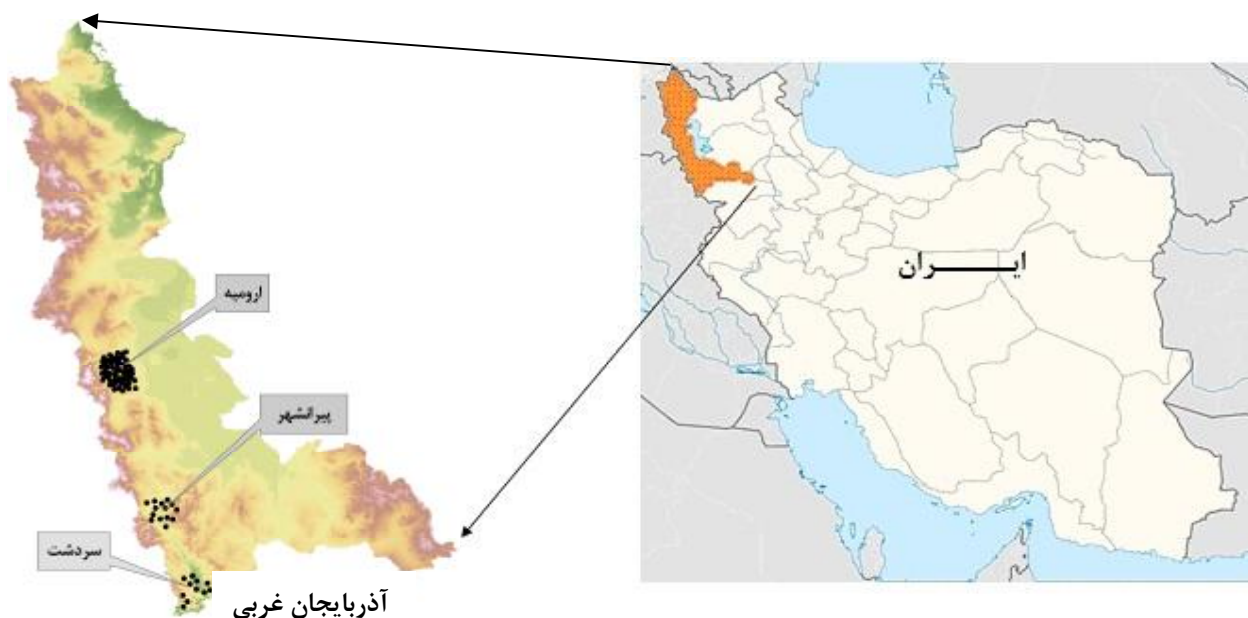 ایـــــران
ارومیه
پیرانشهر
سردشت
آذربایجان غربی